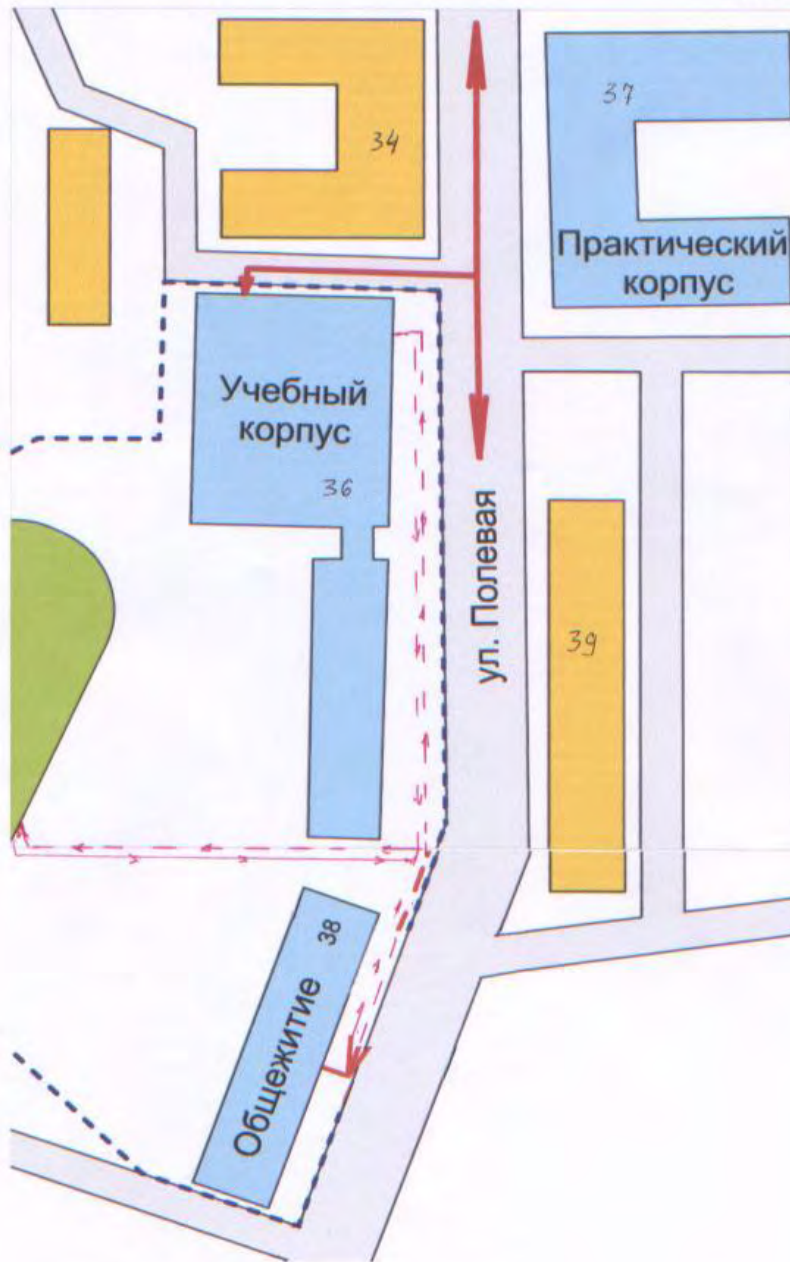 37
34
Практический
корпус
Учебный
корпус
36
ул. Полевая
39
38
Общежитие